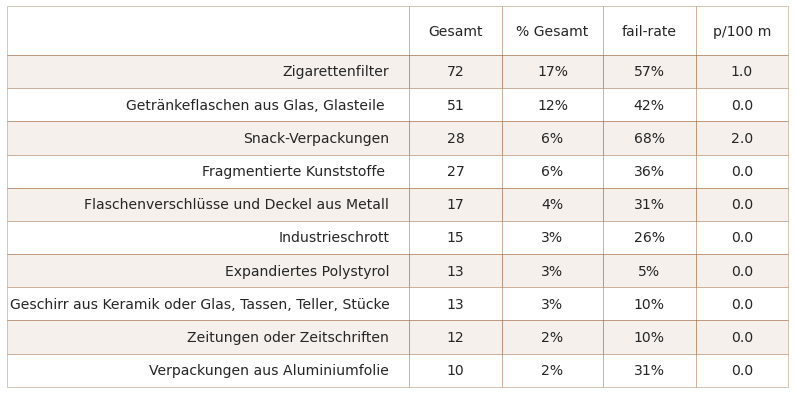 Gesamt % Gesamt fail-rate p/100 m
Zigarettenfilter 72 17% 57% 1.0
Getränkeflaschen aus Glas, Glasteile 51 12% 42% 0.0
Snack-Verpackungen 28 6% 68% 2.0
Fragmentierte Kunststoffe 27 6% 36% 0.0
Flaschenverschlüsse und Deckel aus Metall 17 4% 31% 0.0
Industrieschrott 15 3% 26% 0.0
Expandiertes Polystyrol 13 3% 5% 0.0
Geschirr aus Keramik oder Glas, Tassen, Teller, Stücke 13 3% 10% 0.0
Zeitungen oder Zeitschriften 12 2% 10% 0.0
Verpackungen aus Aluminiumfolie 10 2% 31% 0.0